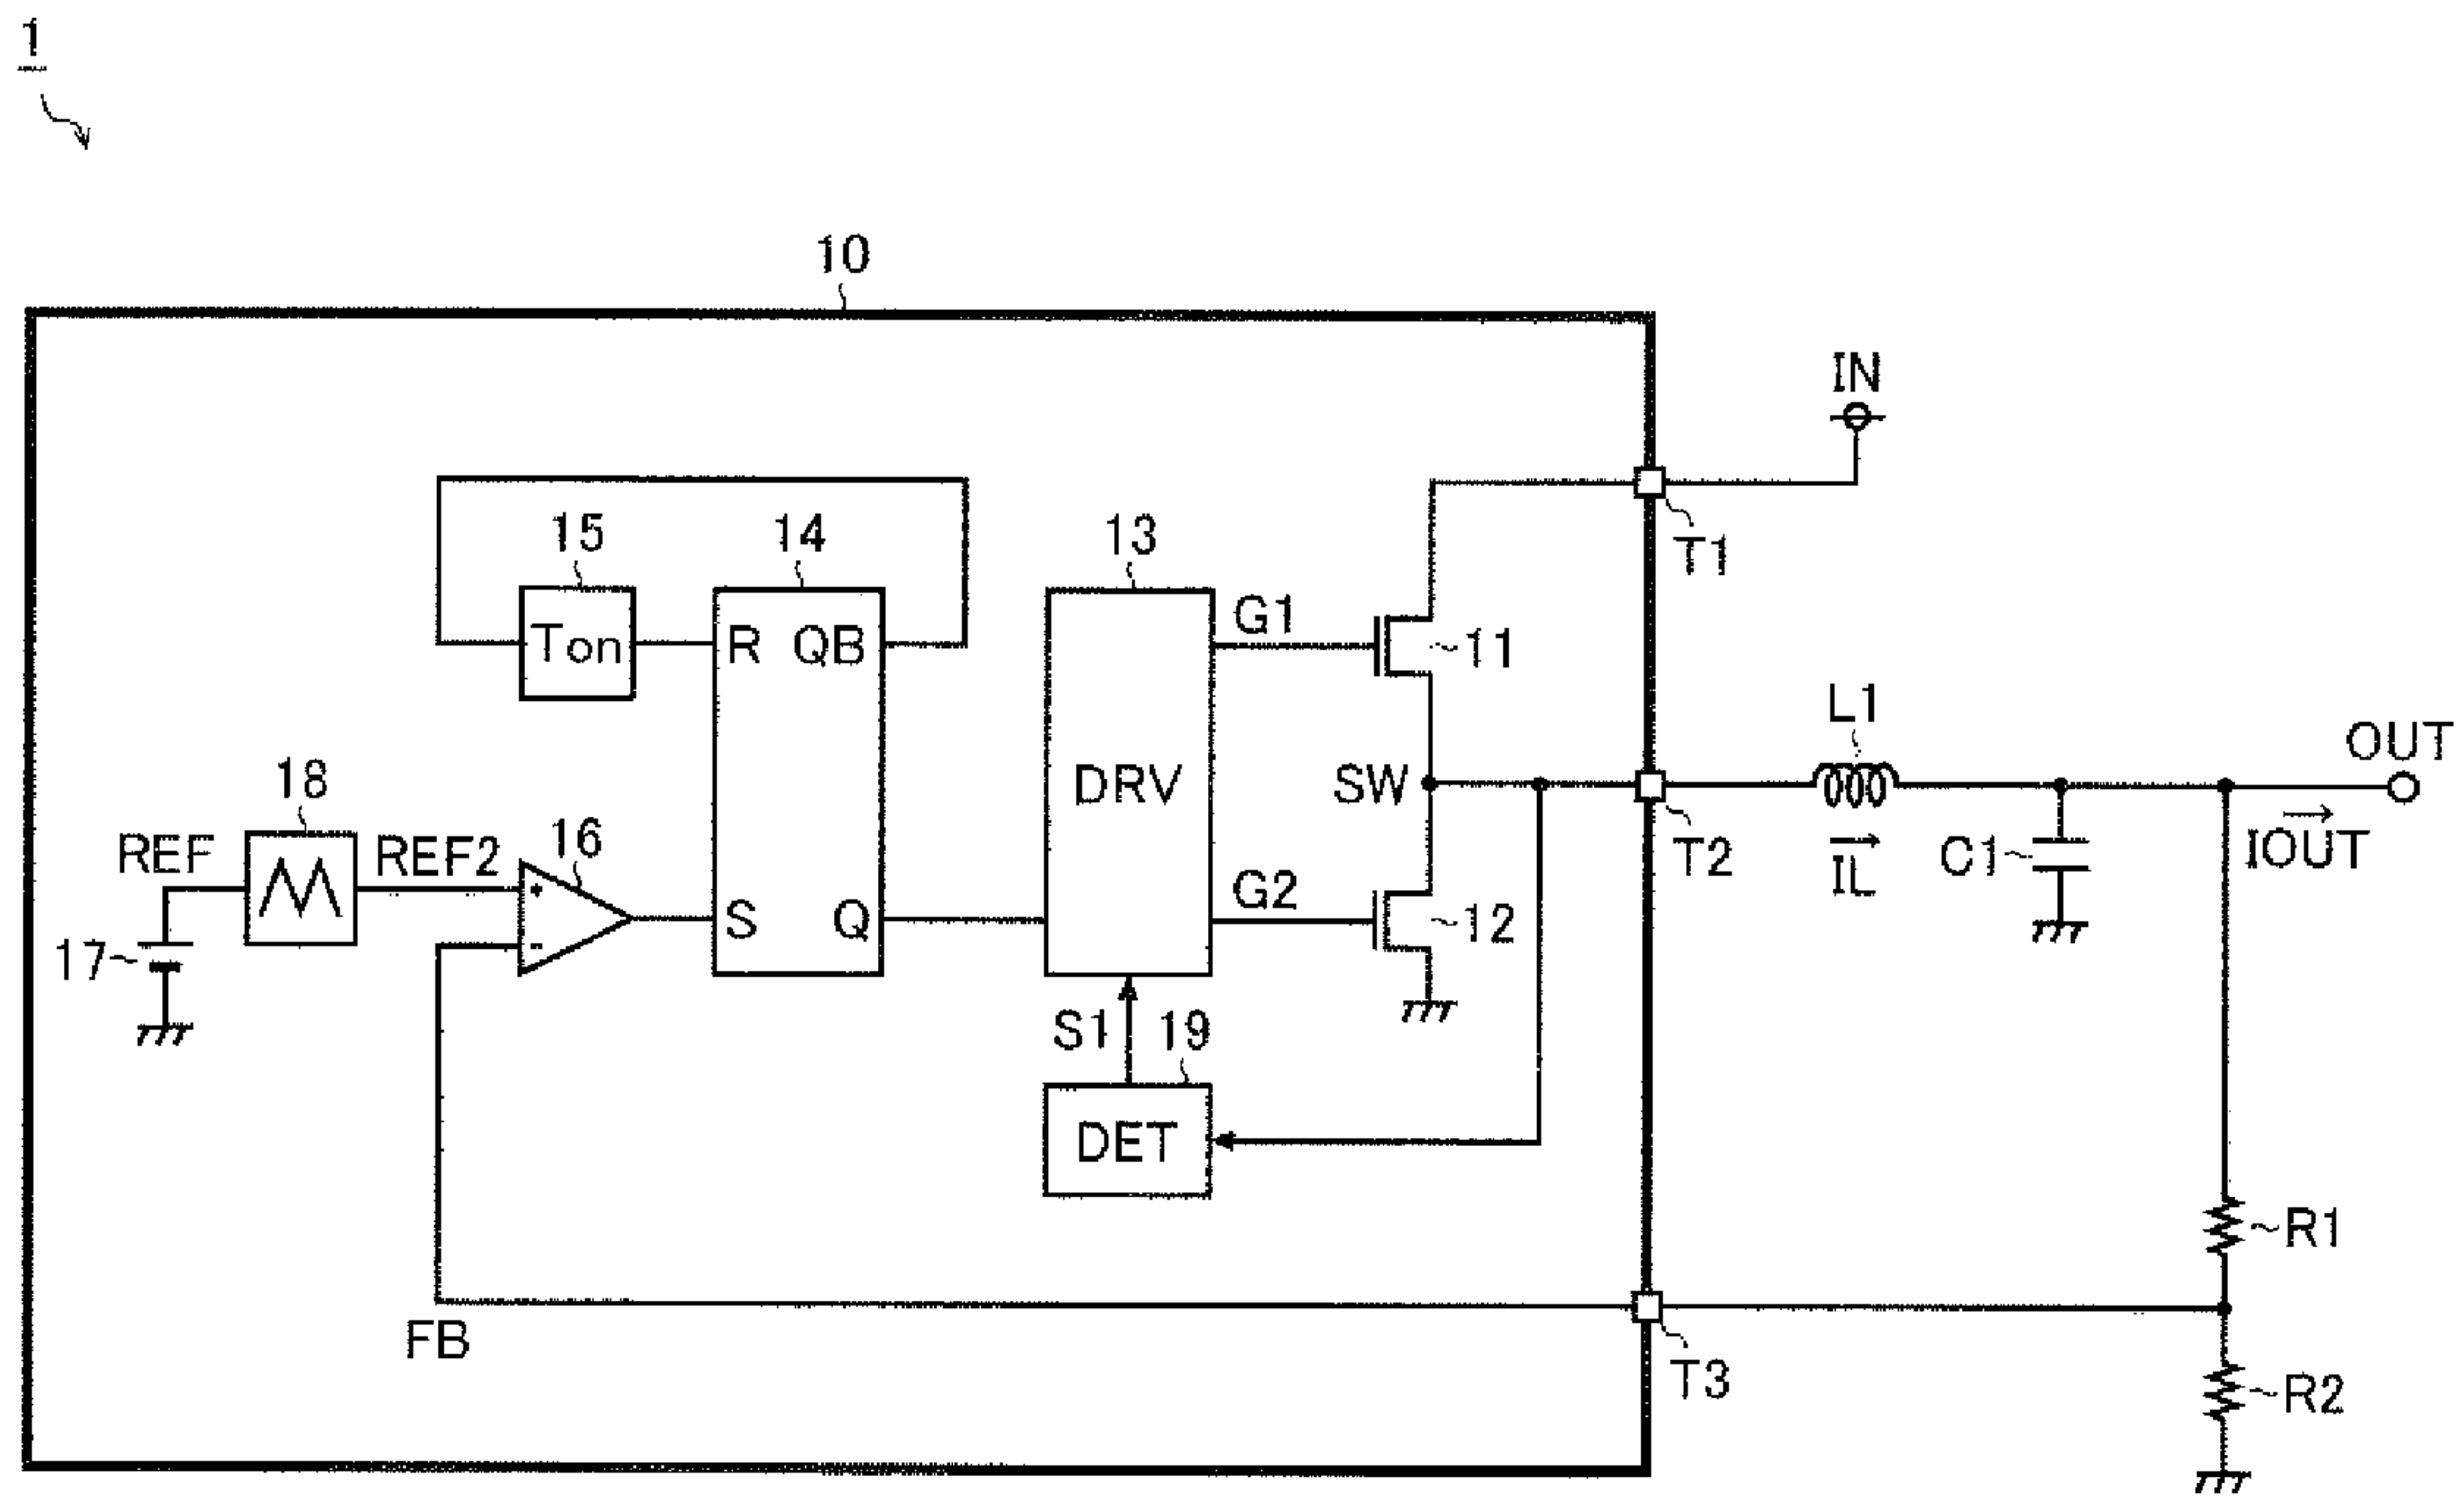 1
10
IN
T1
15
14
13
Ton
R QB
G1
11
L1
OUT
18
DRV
SW
REF
REF2
16
T2
IL
C1
IOUT
17
+
-
S Q
G2
12
S1
19
DET
R1
FB
T3
R2